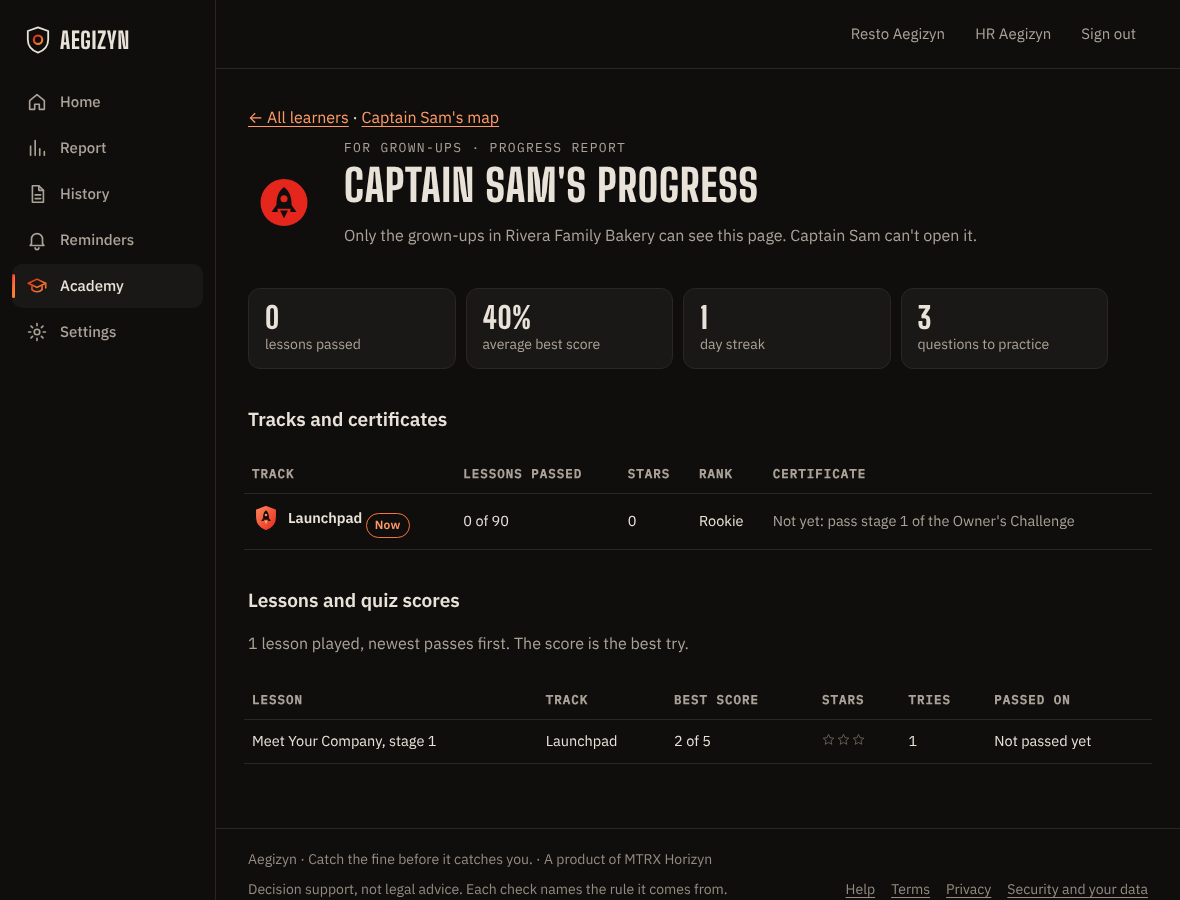 AEGIZYN
Resto Aegizyn HR Aegizyn Sign out
Home
Report
History
Reminders
Academy
Settings
← All learners · Captain Sam's map
FOR GROWN-UPS · PROGRESS REPORT
CAPTAIN SAM'S PROGRESS
Only the grown-ups in Rivera Family Bakery can see this page. Captain Sam can't open it.
0
lessons passed
40%
average best score
1
day streak
3
questions to practice
Tracks and certificates
TRACK LESSONS PASSED STARS RANK CERTIFICATE
Launchpad Now 0 of 90 0 Rookie Not yet: pass stage 1 of the Owner's Challenge
Lessons and quiz scores
1 lesson played, newest passes first. The score is the best try.
LESSON TRACK BEST SCORE STARS TRIES PASSED ON
Meet Your Company, stage 1 Launchpad 2 of 5 ☆☆☆ 1 Not passed yet
Aegizyn · Catch the fine before it catches you. · A product of MTRX Horizyn
Decision support, not legal advice. Each check names the rule it comes from.
Help Terms Privacy Security and your data